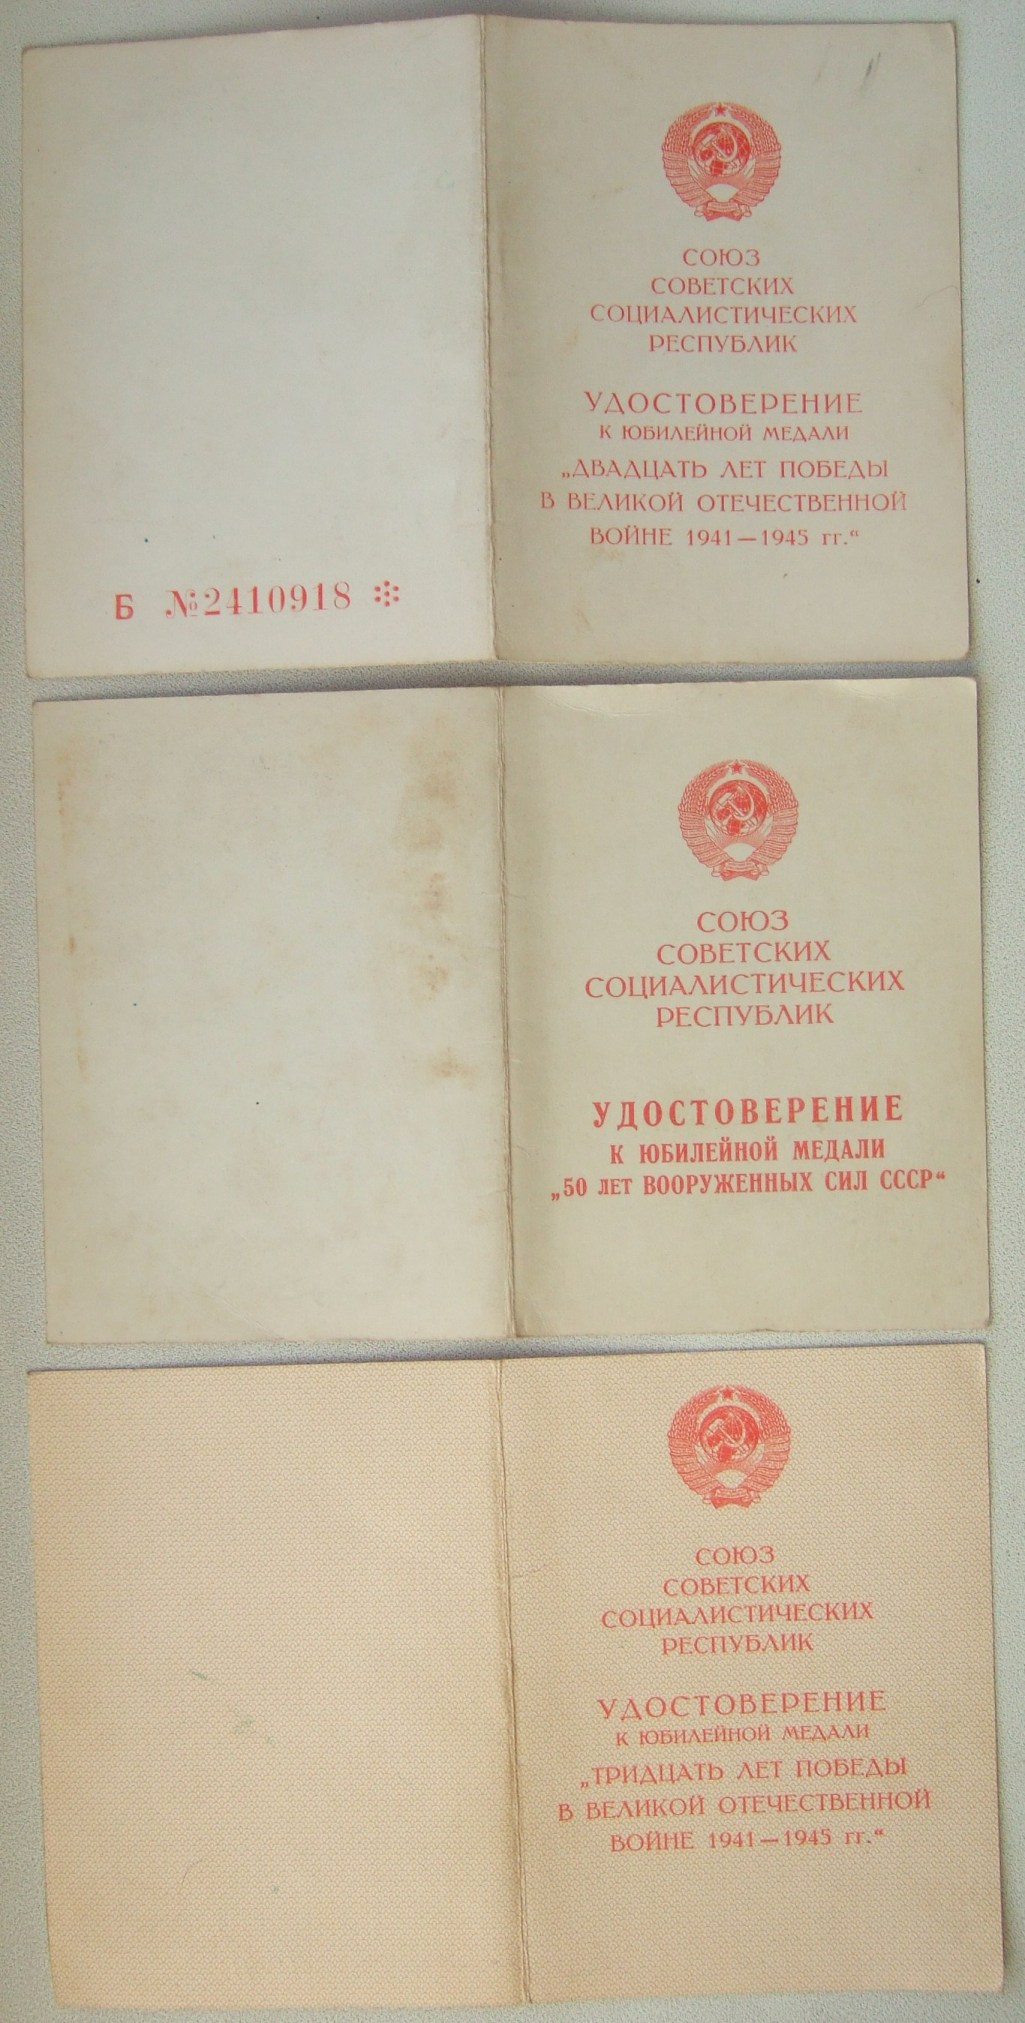 СОЮЗ
СОВЕТСКИХ
СОЦИАЛИСТИЧЕСКИХ
РЕСПУБЛИК
УДОСТОВЕРЕНИЕ
К ЮБИЛЕЙНОЙ МЕДАЛИ
„ДВАДЦАТЬ ЛЕТ ПОБЕДЫ
В ВЕЛИКОЙ ОТЕЧЕСТВЕННОЙ
ВОЙНЕ 1941—1945 гг.“
Б №2410918
СОЮЗ
СОВЕТСКИХ
СОЦИАЛИСТИЧЕСКИХ
РЕСПУБЛИК
УДОСТОВЕРЕНИЕ
К ЮБИЛЕЙНОЙ МЕДАЛИ
„50 ЛЕТ ВООРУЖЕННЫХ СИЛ СССР“
СОЮЗ
СОВЕТСКИХ
СОЦИАЛИСТИЧЕСКИХ
РЕСПУБЛИК
УДОСТОВЕРЕНИЕ
К ЮБИЛЕЙНОЙ МЕДАЛИ
„ТРИДЦАТЬ ЛЕТ ПОБЕДЫ
В ВЕЛИКОЙ ОТЕЧЕСТВЕННОЙ
ВОЙНЕ 1941—1945 гг.“